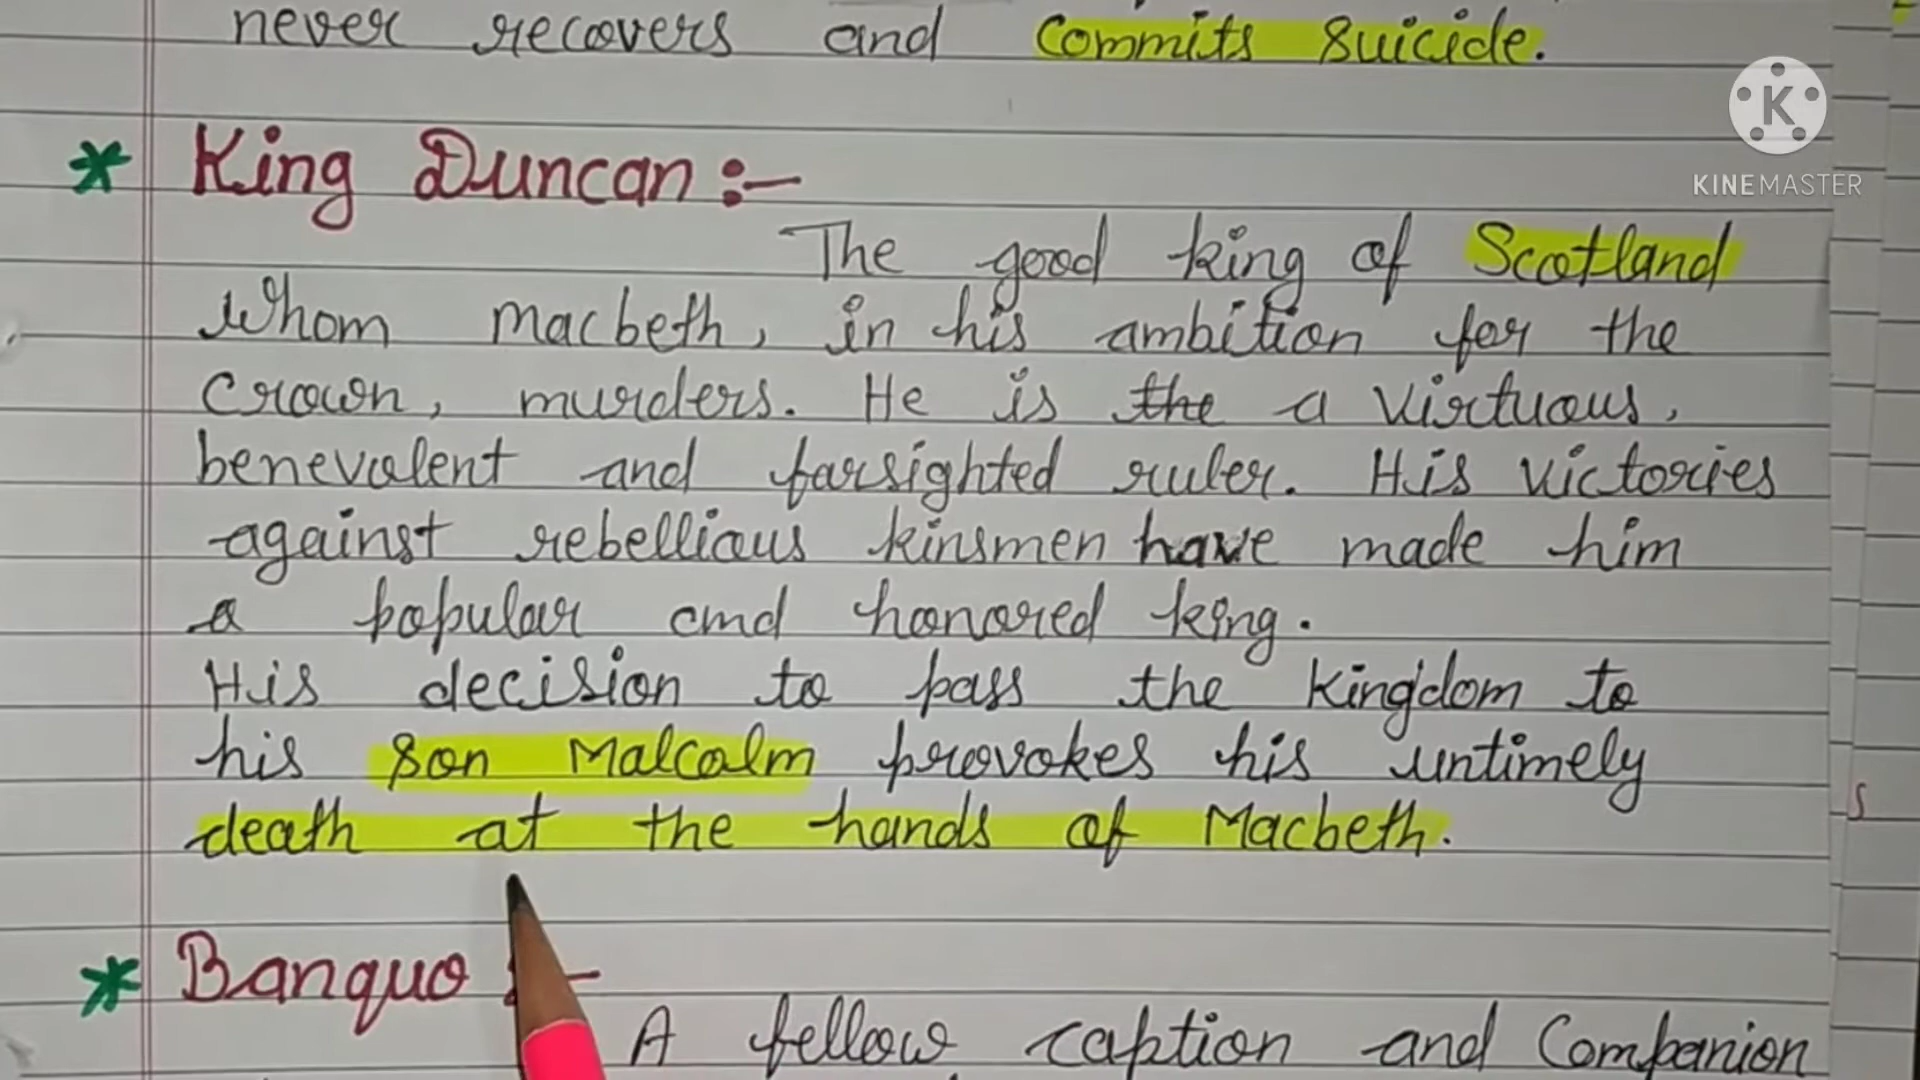 never recovers and commits suicide.
K
KINEMASTER
* King Duncan :-
The good king of Scotland
whom macbeth, in his ambition for the
crown, murders. He is the a virtuous,
benevolent and farsighted ruler. His victories
against rebellious kinsmen have made him
a popular and honored king.
His decision to pass the kingdom to
his son Malcolm provokes his untimely
death at the hands of Macbeth.
* Banquo :-
A fellow caption and Companion